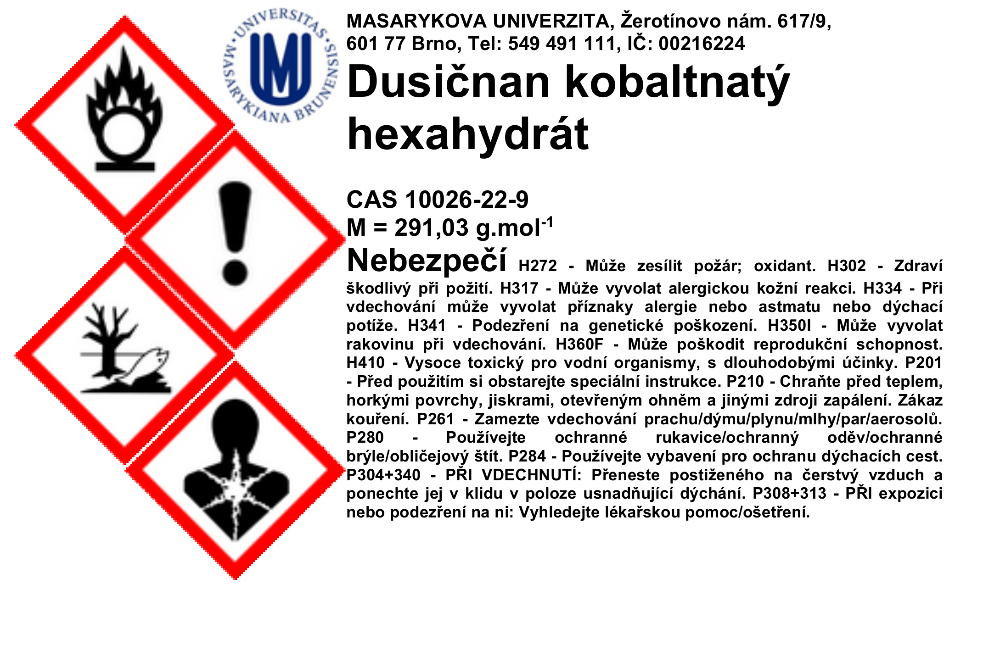 UNIVERSITAS · MASARYKIANA BRUNENSIS ·
MASARYKOVA UNIVERZITA, Žerotínovo nám. 617/9,
601 77 Brno, Tel: 549 491 111, IČ: 00216224
Dusičnan kobaltnatý
hexahydrát
CAS 10026-22-9
M = 291,03 g.mol⁻¹
Nebezpečí H272 - Může zesílit požár; oxidant. H302 - Zdraví
škodlivý při požití. H317 - Může vyvolat alergickou kožní reakci. H334 - Při
vdechování může vyvolat příznaky alergie nebo astmatu nebo dýchací
potíže. H341 - Podezření na genetické poškození. H350I - Může vyvolat
rakovinu při vdechování. H360F - Může poškodit reprodukční schopnost.
H410 - Vysoce toxický pro vodní organismy, s dlouhodobými účinky. P201
- Před použitím si obstarejte speciální instrukce. P210 - Chraňte před teplem,
horkými povrchy, jiskrami, otevřeným ohněm a jinými zdroji zapálení. Zákaz
kouření. P261 - Zamezte vdechování prachu/dýmu/plynu/mlhy/par/aerosolů.
P280 - Používejte ochranné rukavice/ochranný oděv/ochranné
brýle/obličejový štít. P284 - Používejte vybavení pro ochranu dýchacích cest.
P304+340 - PŘI VDECHNUTÍ: Přeneste postiženého na čerstvý vzduch a
ponechte jej v klidu v poloze usnadňující dýchání. P308+313 - PŘI expozici
nebo podezření na ni: Vyhledejte lékařskou pomoc/ošetření.